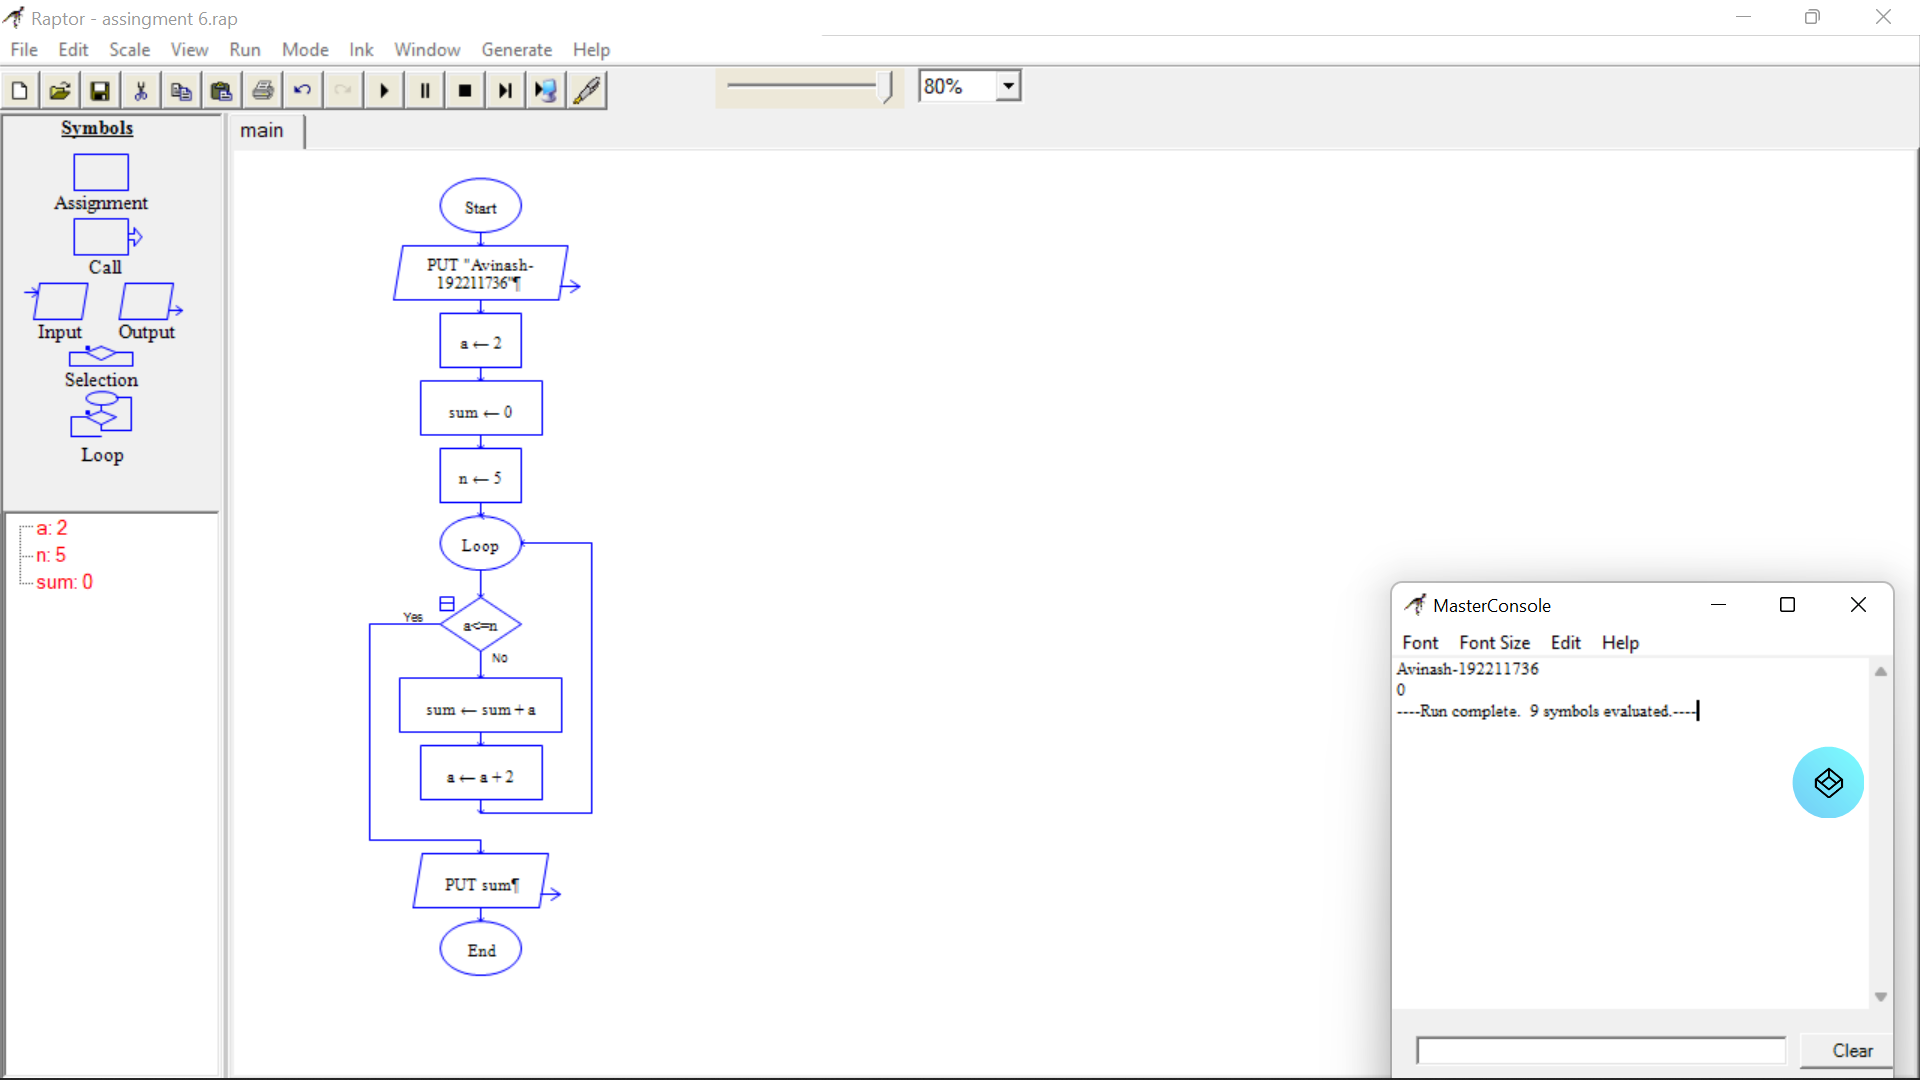 Raptor - assingment 6.rap
File Edit Scale View Run Mode Ink Window Generate Help
80%
Symbols
main
Assignment
Call
Input Output
Selection
Loop
a: 2
n: 5
sum: 0
Start
PUT "Avinash-
192211736"¶
a ← 2
sum ← 0
n ← 5
Loop
Yes
a<=n
No
sum ← sum + a
a ← a + 2
PUT sum¶
End
MasterConsole
Font Font Size Edit Help
Avinash-192211736
0
----Run complete. 9 symbols evaluated.----
Clear